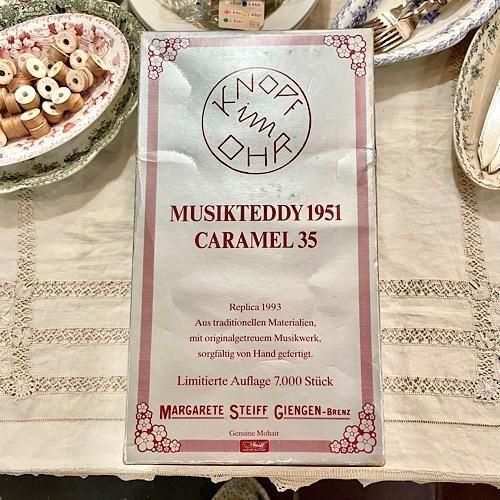 KNOPF
im
OHR
MUSIKTEDDY 1951
CARAMEL 35
Replica 1993
Aus traditionellen Materialien,
mit originalgetreuem Musikwerk,
sorgfältig von Hand gefertigt.
Limitierte Auflage 7.000 Stück
MARGARETE STEIFF GIENGEN-BRENZ
Genuine Mohair
Steiff